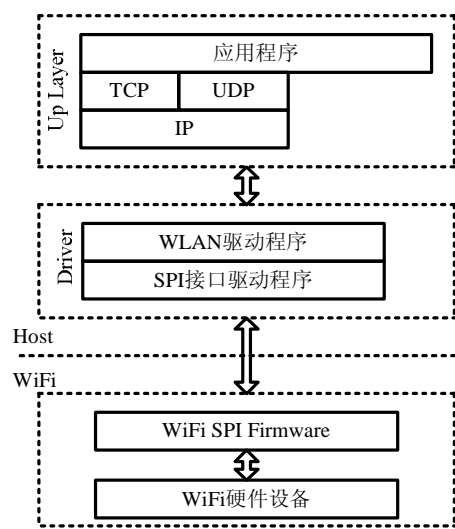 应用程序
Up Layer
TCP
UDP
IP
WLAN驱动程序
Driver
SPI接口驱动程序
Host
WiFi
WiFi SPI Firmware
WiFi硬件设备